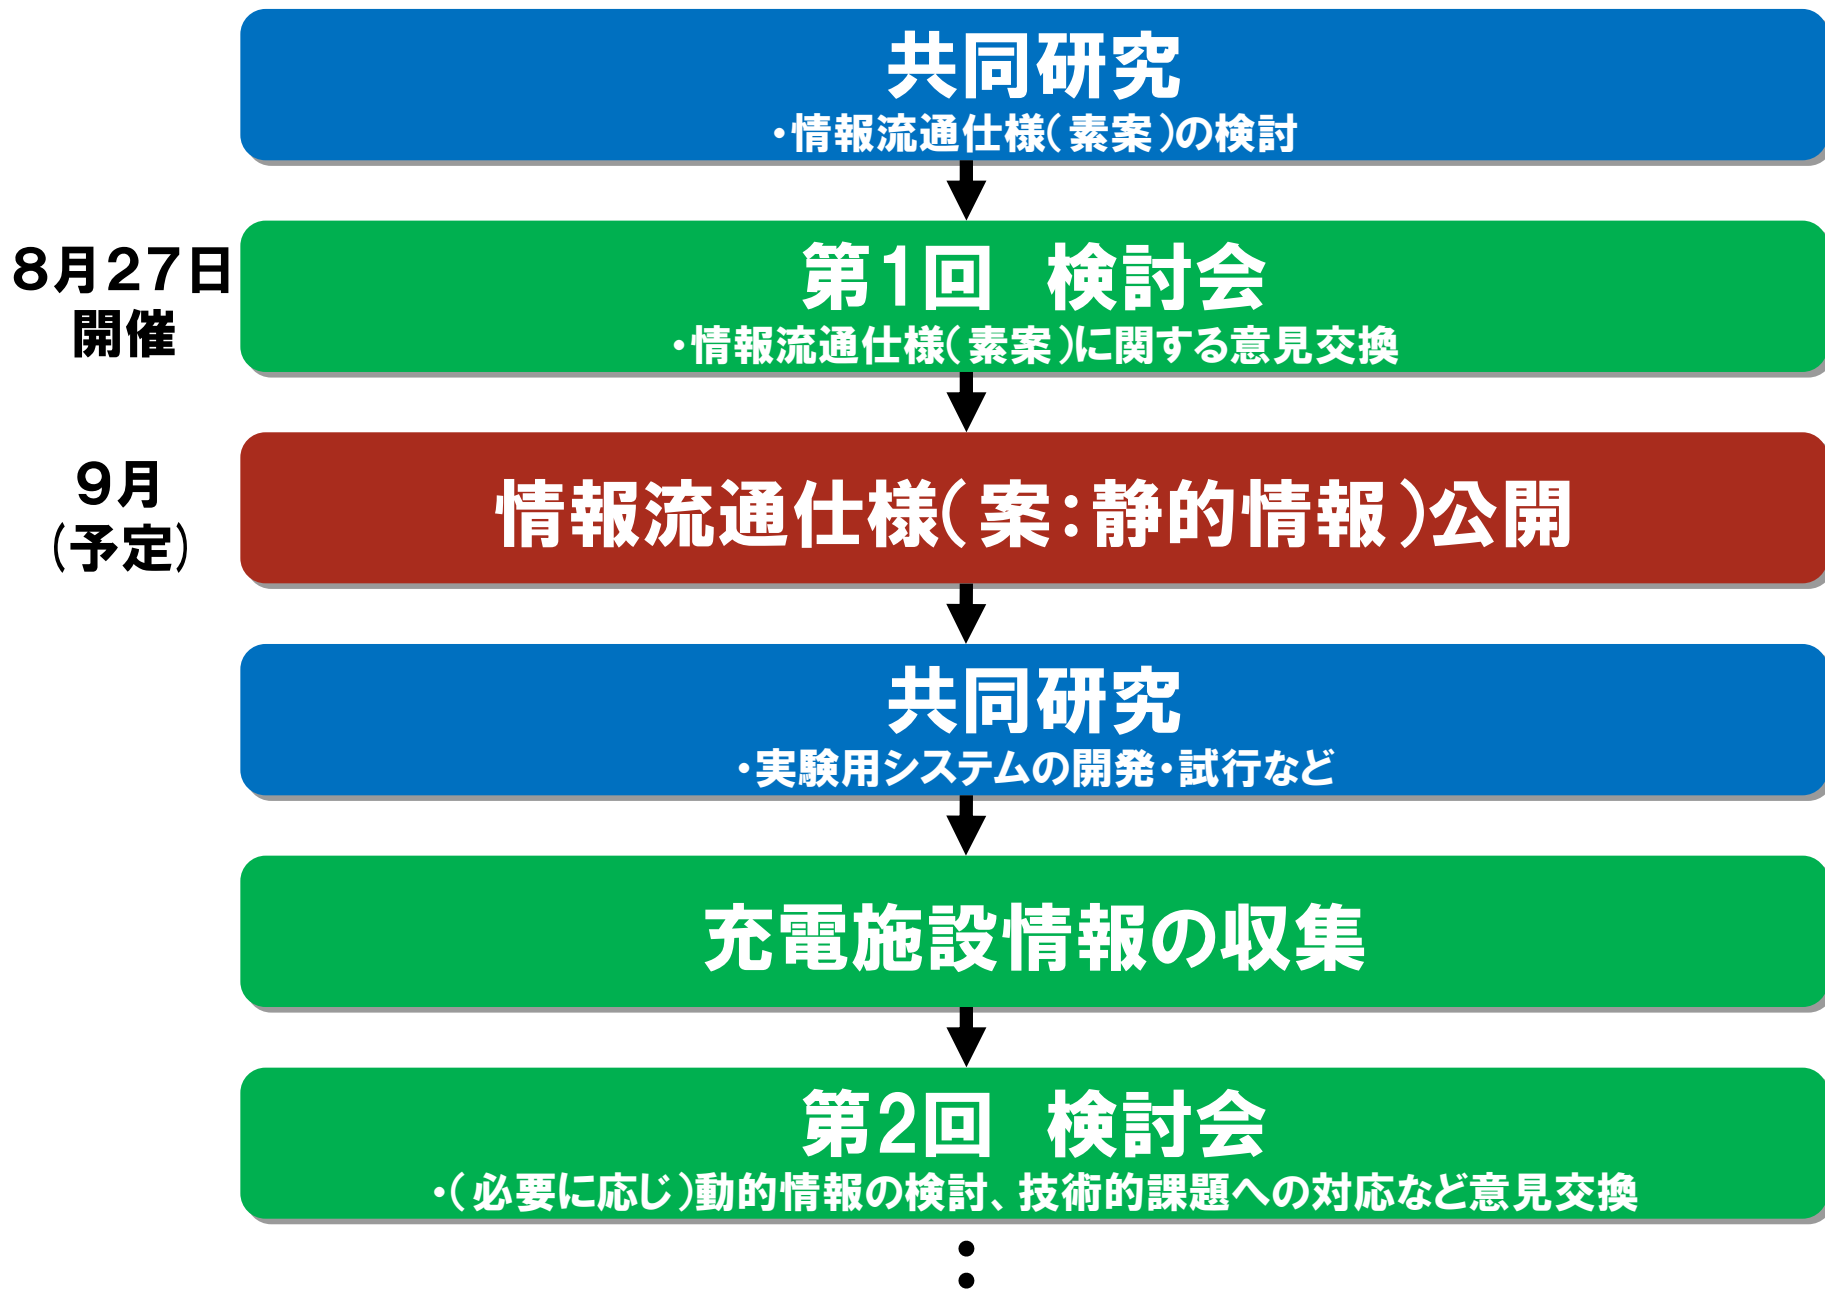 共同研究
・情報流通仕様（素案）の検討
8月27日
開催
第1回　検討会
・情報流通仕様（素案）に関する意見交換
9月
（予定）
情報流通仕様（案：静的情報）公開
共同研究
・実験用システムの開発・試行など
充電施設情報の収集
第2回　検討会
・（必要に応じ）動的情報の検討、技術的課題への対応など意見交換